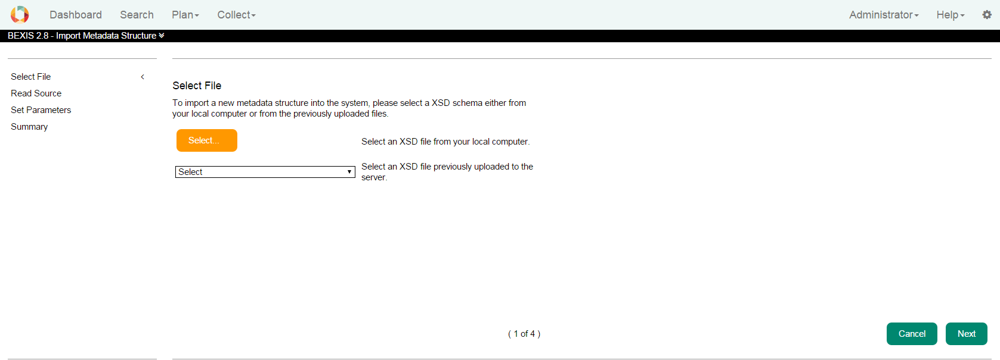 Dashboard Search Plan Collect Administrator Help
BEXIS 2.8 - Import Metadata Structure
Select File
Read Source
Set Parameters
Summary
Select File
To import a new metadata structure into the system, please select a XSD schema either from
your local computer or from the previously uploaded files.
Select...
Select an XSD file from your local computer.
Select
Select an XSD file previously uploaded to the
server.
( 1 of 4 )
Cancel
Next